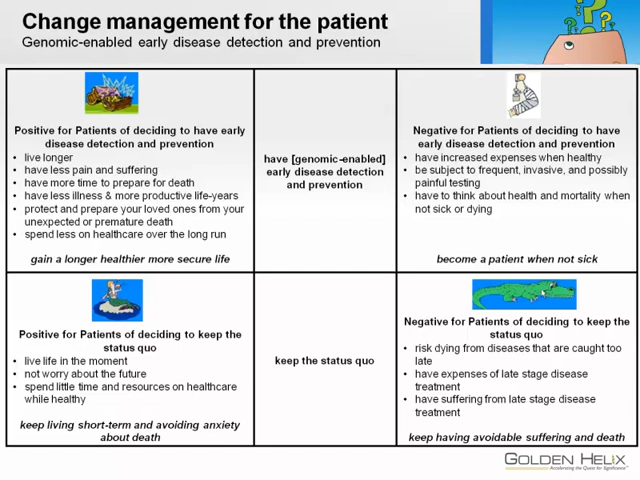 Change management for the patient
Genomic-enabled early disease detection and prevention
Positive for Patients of deciding to have early
disease detection and prevention
• live longer
• have less pain and suffering
• have more time to prepare for death
• have less illness & more productive life-years
• protect and prepare your loved ones from your
unexpected or premature death
• spend less on healthcare over the long run
gain a longer healthier more secure life
have [genomic-enabled]
early disease detection
and prevention
Negative for Patients of deciding to have
early disease detection and prevention
• have increased expenses when healthy
• be subject to frequent, invasive, and possibly
painful testing
• have to think about health and mortality when
not sick or dying
become a patient when not sick
Positive for Patients of deciding to keep the
status quo
• live life in the moment
• not worry about the future
• spend little time and resources on healthcare
while healthy
keep living short-term and avoiding anxiety
about death
keep the status quo
Negative for Patients of deciding to keep the
status quo
• risk dying from diseases that are caught too
late
• have expenses of late stage disease
treatment
• have suffering from late stage disease
treatment
keep having avoidable suffering and death
GOLDEN HELIX
Accelerating the Quest for Significance™